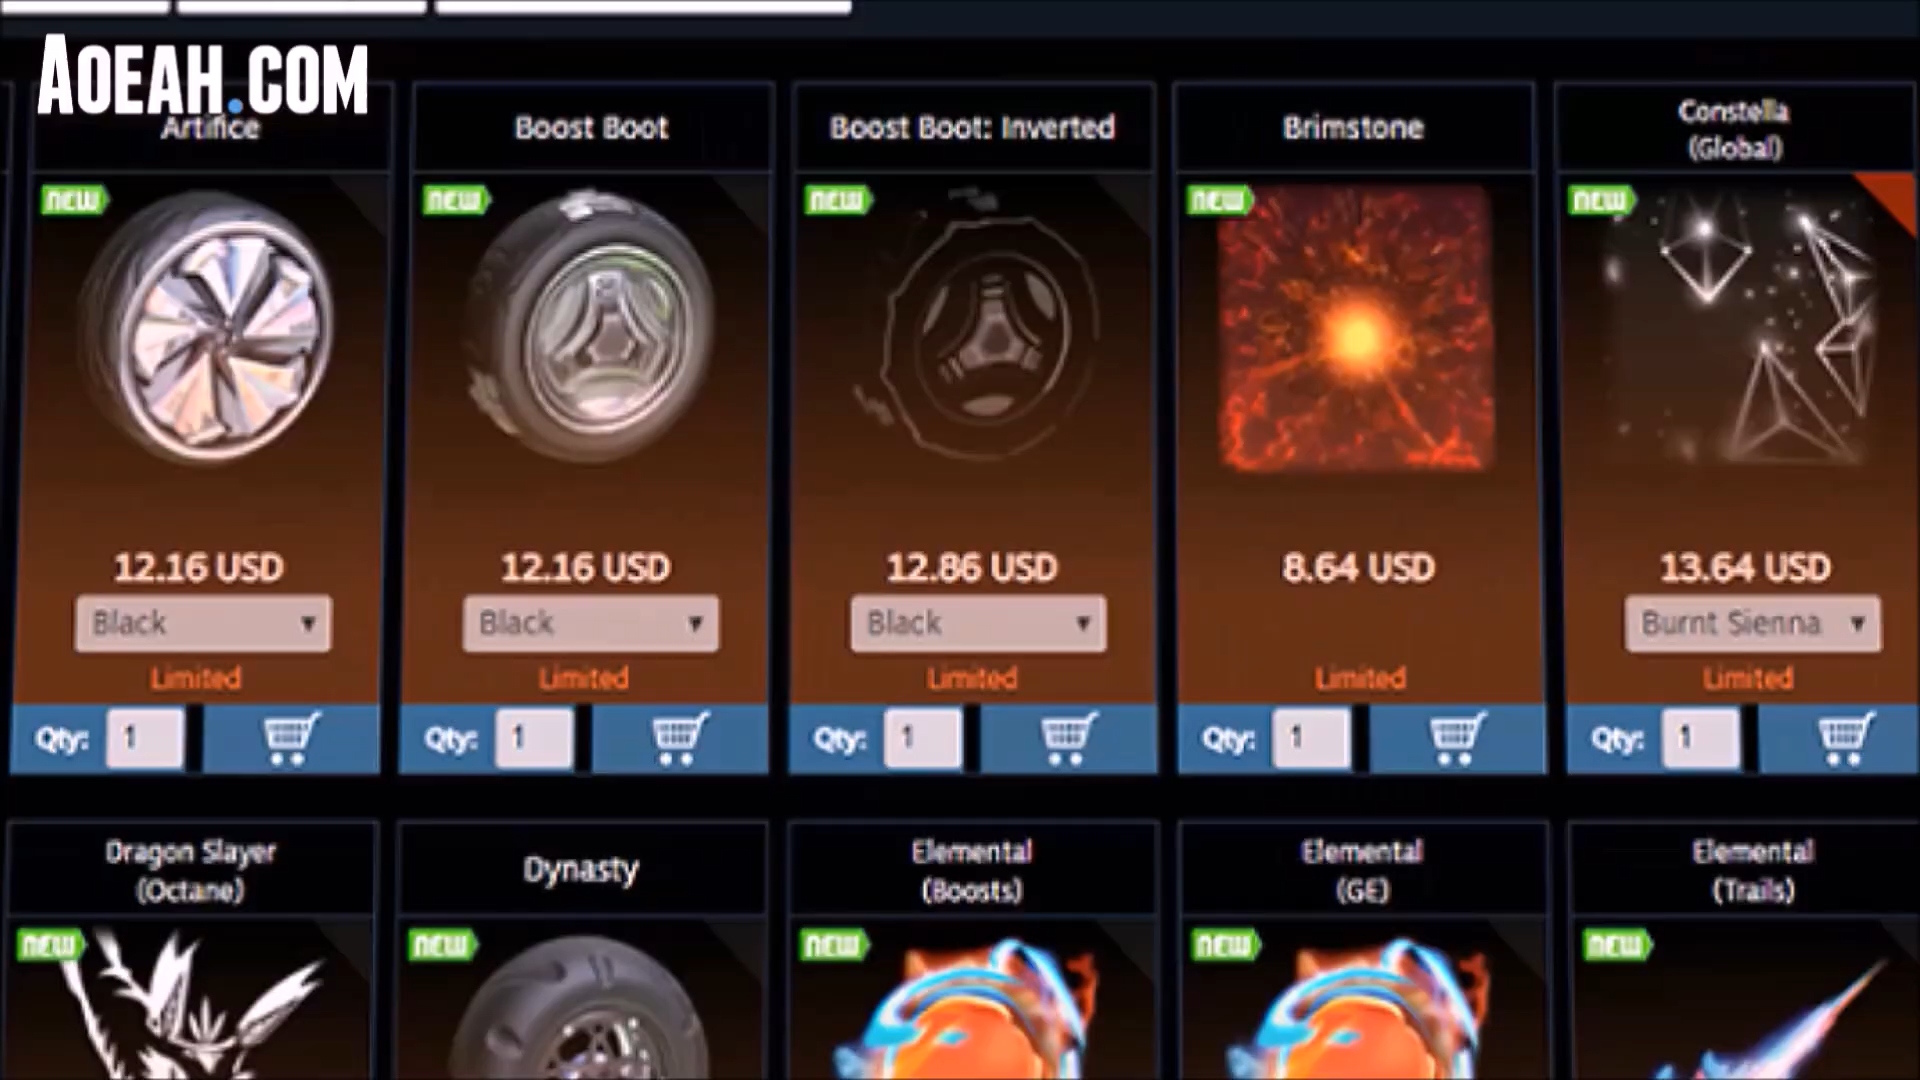 AOEAH.COM
Artifice
Boost Boot
Boost Boot: Inverted
Brimstone
Constella
(Global)
NEW
NEW
NEW
NEW
NEW
12.16 USD
12.16 USD
12.86 USD
8.64 USD
13.64 USD
Black
Black
Black
Burnt Sienna
Limited
Limited
Limited
Limited
Limited
Qty: 1
Qty: 1
Qty: 1
Qty: 1
Qty: 1
Dragon Slayer
(Octane)
Dynasty
Elemental
(Boosts)
Elemental
(GE)
Elemental
(Trails)
NEW
NEW
NEW
NEW
NEW